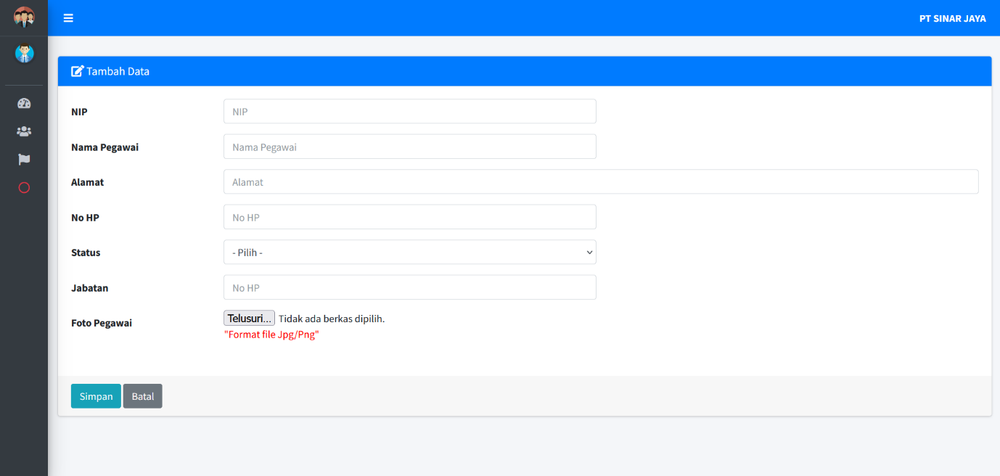 PT SINAR JAYA
Tambah Data
NIP
NIP
Nama Pegawai
Nama Pegawai
Alamat
Alamat
No HP
No HP
Status
- Pilih -
Jabatan
No HP
Foto Pegawai
Telusuri... Tidak ada berkas dipilih.
"Format file Jpg/Png"
Simpan Batal